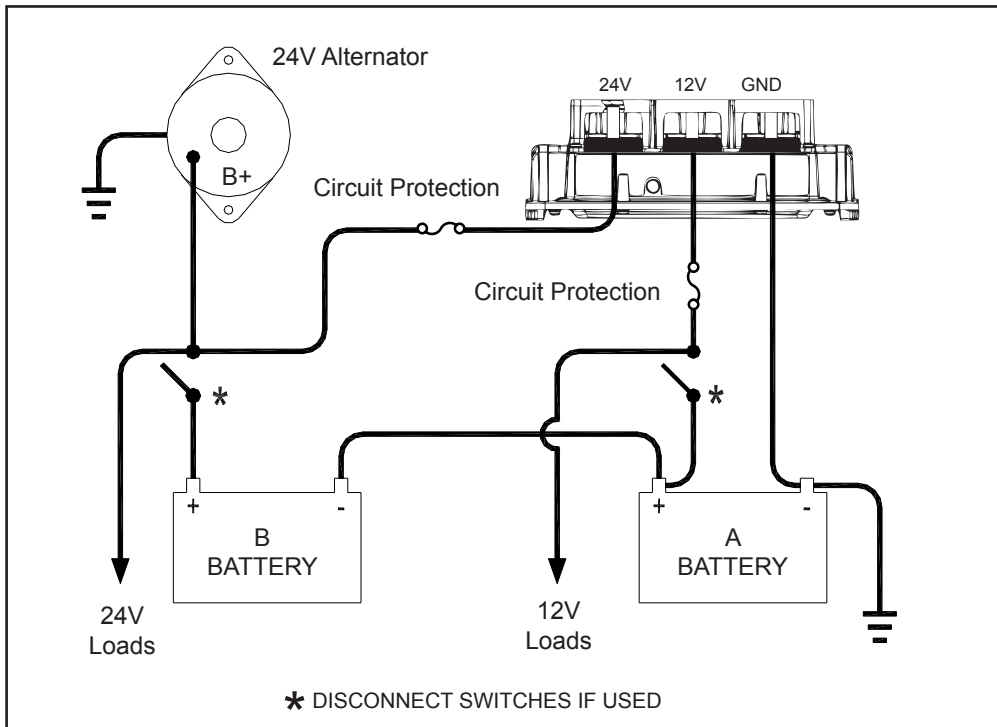 24V Alternator
B+
24V
12V
GND
Circuit Protection
Circuit Protection
*
*
+
-
B
BATTERY
+
-
A
BATTERY
24V
Loads
12V
Loads
* DISCONNECT SWITCHES IF USED